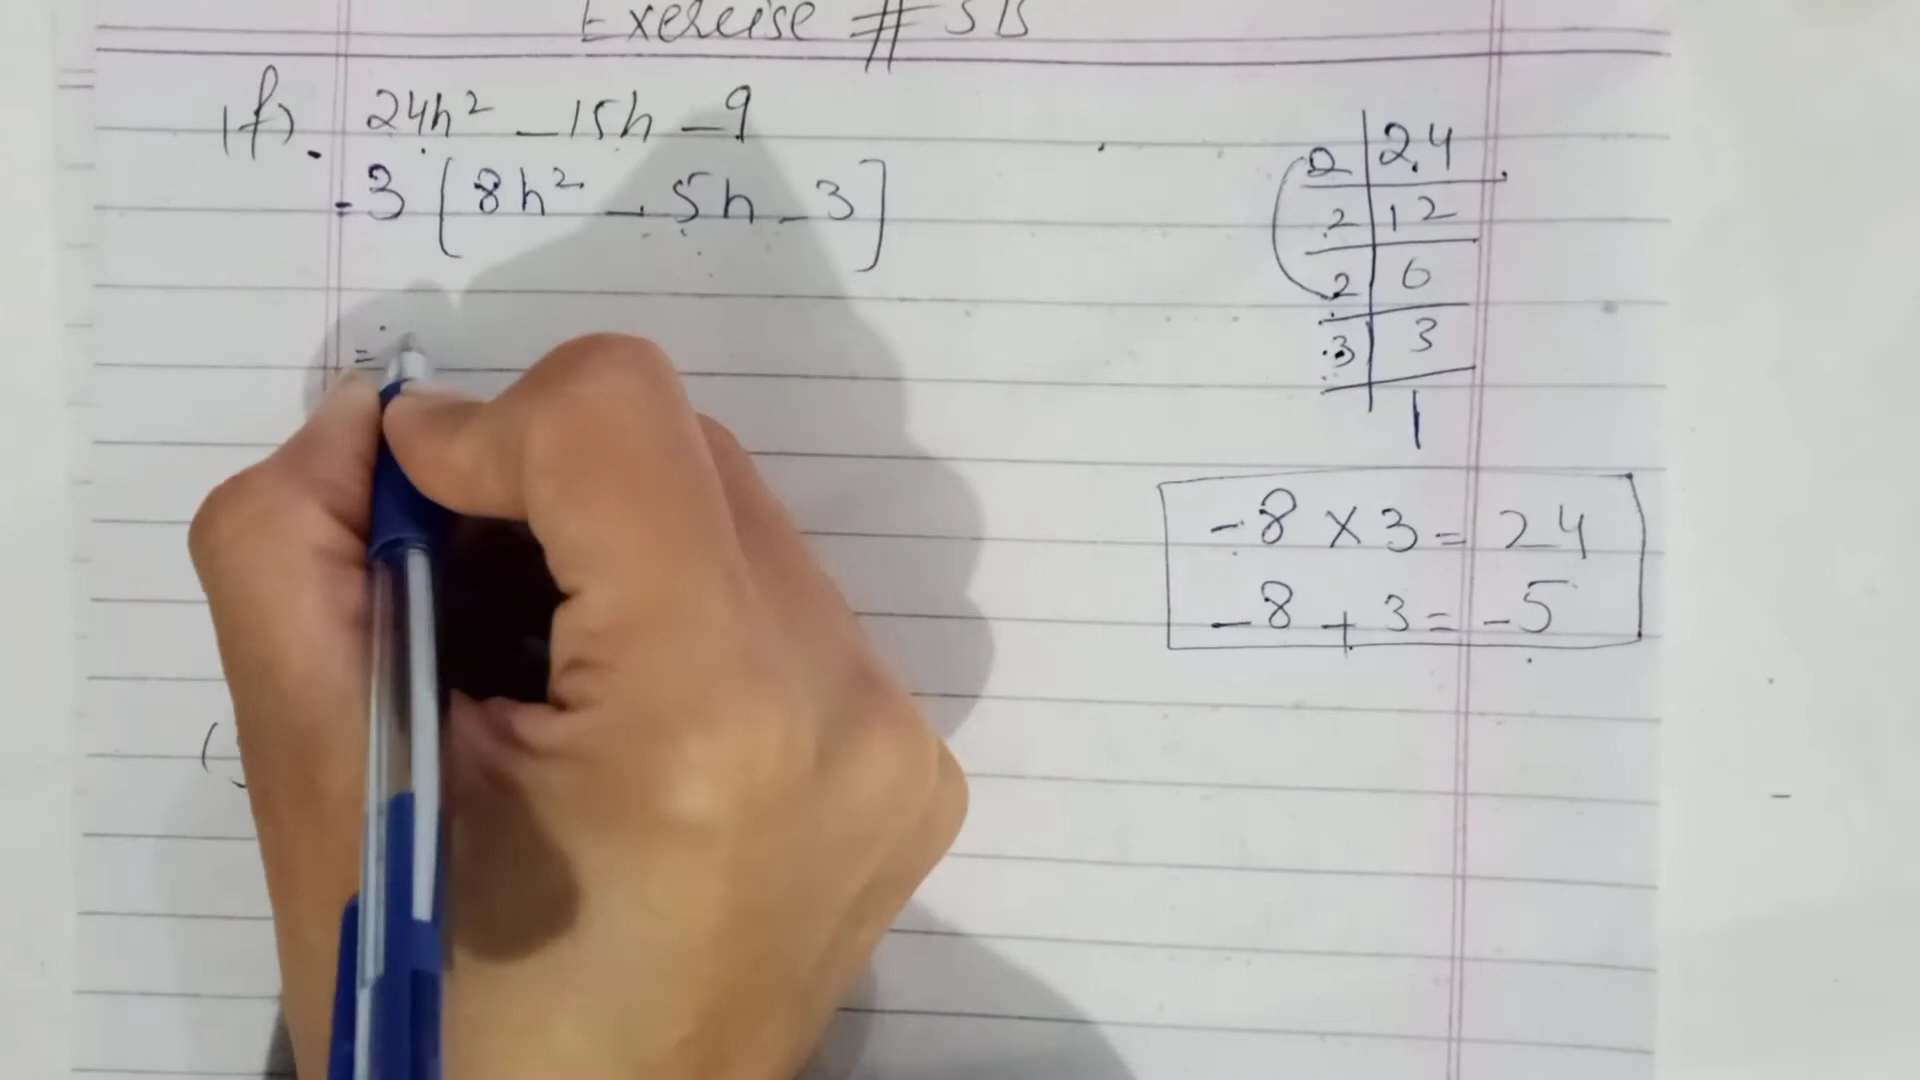 Exercise #
(f). 24h² - 15h - 9
= 3 [ 8h² - 5h - 3 ]
=
2 | 24
2 | 12
2 | 6
3 | 3
1
-8 × 3 = 24
-8 + 3 = -5
(